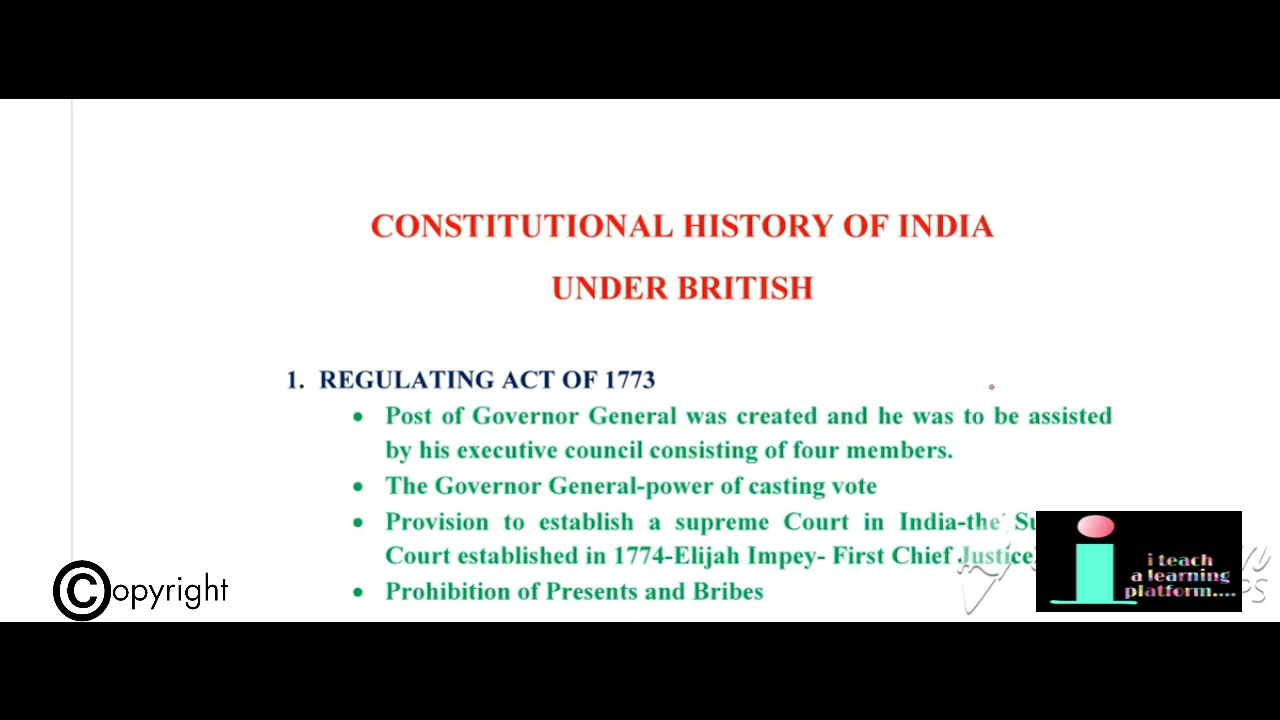 CONSTITUTIONAL HISTORY OF INDIA
UNDER BRITISH
1. REGULATING ACT OF 1773
• Post of Governor General was created and he was to be assisted
by his executive council consisting of four members.
• The Governor General-power of casting vote
• Provision to establish a supreme Court in India-the
Court established in 1774-Elijah Impey- First Chief Justice
• Prohibition of Presents and Bribes
©opyright
i teach
a learning
platform....